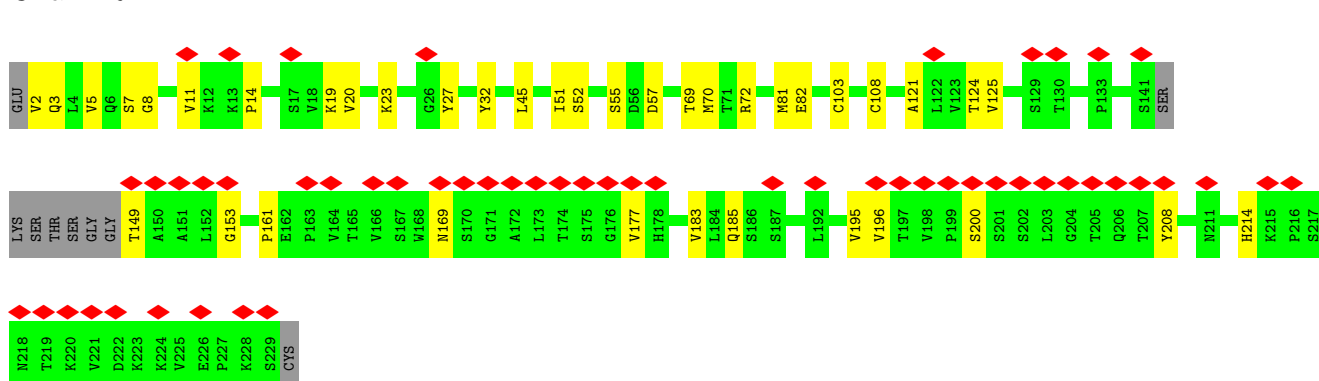 GLU V2 Q3 L4 V5 Q6 S7 G8 V11 K12 K13 P14 S17 V18 K19 V20 K23 G26 Y27 Y32 L45 I51 S52 S55 D56 D57 T69 M70 T71 R72 M81 E82 C103 C108 A121 L122 V123 T124 V125 S129 T130 P133 S141 SER
LYS SER THR SER GLY GLY T149 A150 A151 L152 G153 P161 E162 P163 V164 T165 V166 S167 W168 N169 S170 G171 A172 L173 T174 S175 G176 V177 H178 V183 L184 Q185 S186 S187 L192 V195 V196 T197 V198 P199 S200 S201 S202 L203 G204 T205 Q206 T207 Y208 N211 H214 K215 P216 S217
N218 T219 K220 V221 D222 K223 K224 V225 E226 P227 K228 S229 CYS